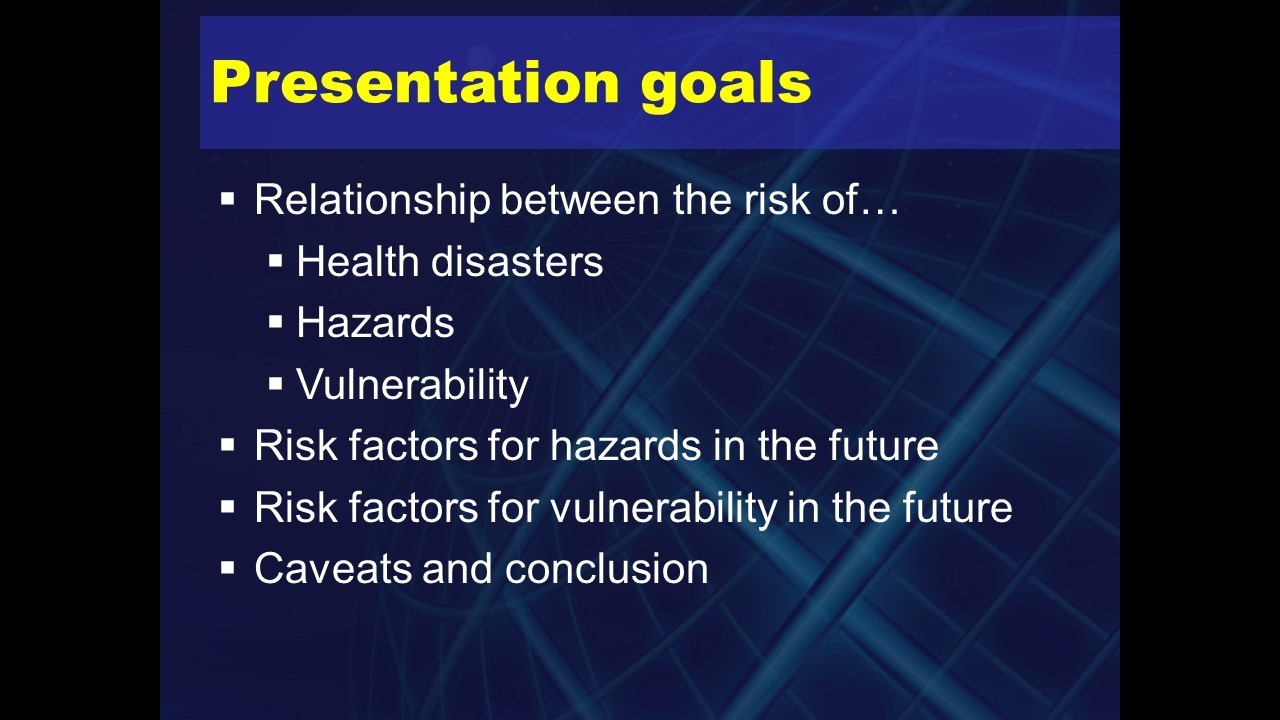 Presentation goals
▪ Relationship between the risk of…
▪ Health disasters
▪ Hazards
▪ Vulnerability
▪ Risk factors for hazards in the future
▪ Risk factors for vulnerability in the future
▪ Caveats and conclusion